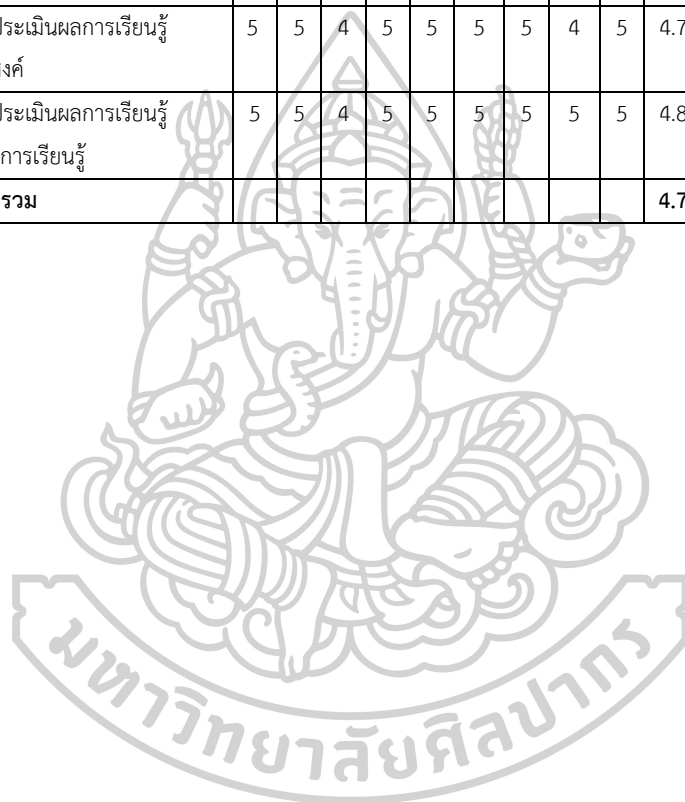 ประเมินผลการเรียนรู้ 5 5 4 5 5 5 5 4 5 4.7
งค์
ประเมินผลการเรียนรู้ 5 5 4 5 5 5 5 5 5 4.8
การเรียนรู้
รวม 4.7
มหาวิทยาลัยศิลปากร